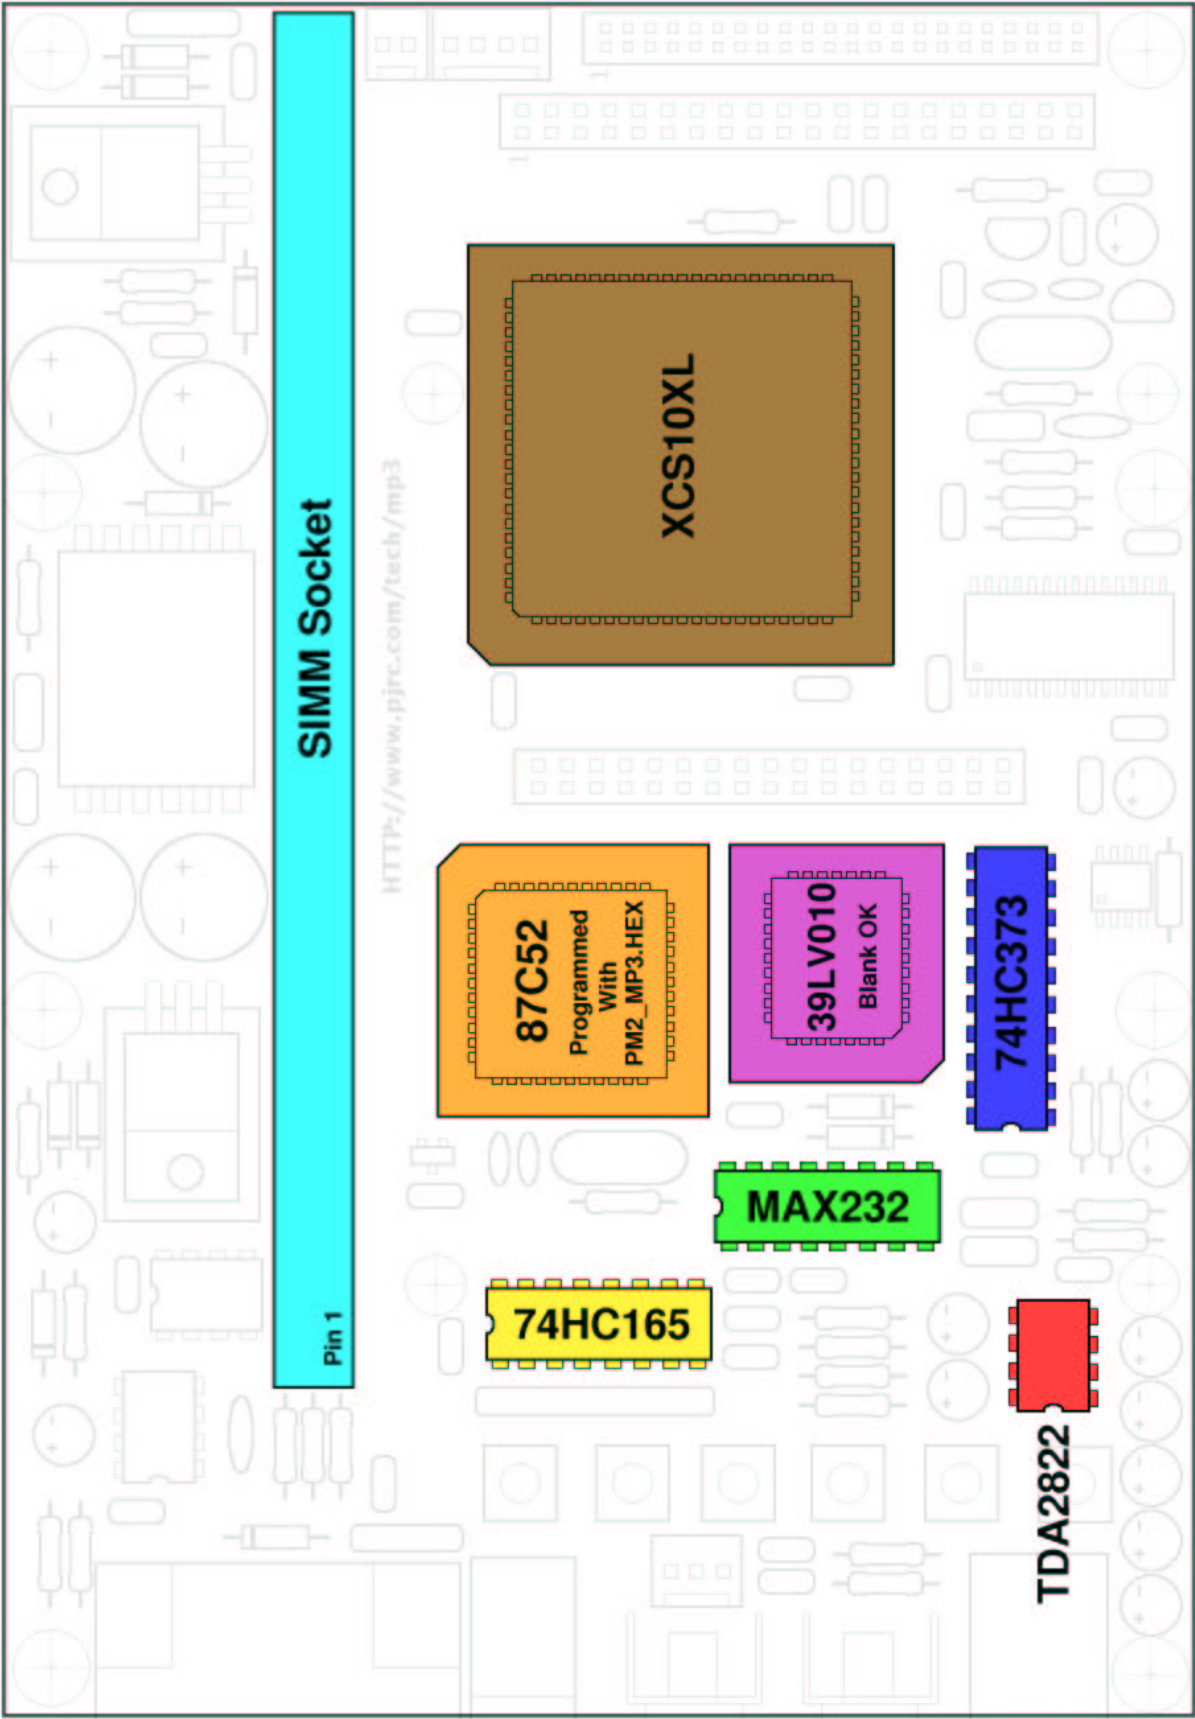 SIMM Socket
Pin 1
HTTP://www.pjrc.com/tech/mp3
XCS10XL
87C52
Programmed
With
PM2_MP3.HEX
39LV010
Blank OK
74HC373
MAX232
74HC165
TDA2822